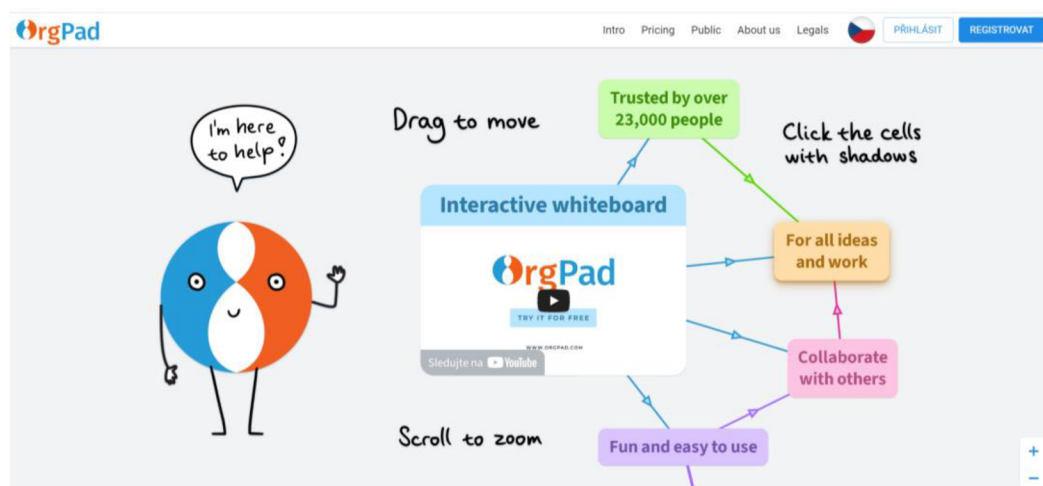 OrgPad
Intro Pricing Public About us Legals PŘIHLÁSIT REGISTROVAT
I'm here
to help!
Drag to move
Trusted by over
23,000 people
Click the cells
with shadows
Interactive whiteboard
OrgPad
TRY IT FOR FREE
WWW.ORGPAD.COM
Sledujte na YouTube
For all ideas
and work
Collaborate
with others
Scroll to zoom
Fun and easy to use
+
−